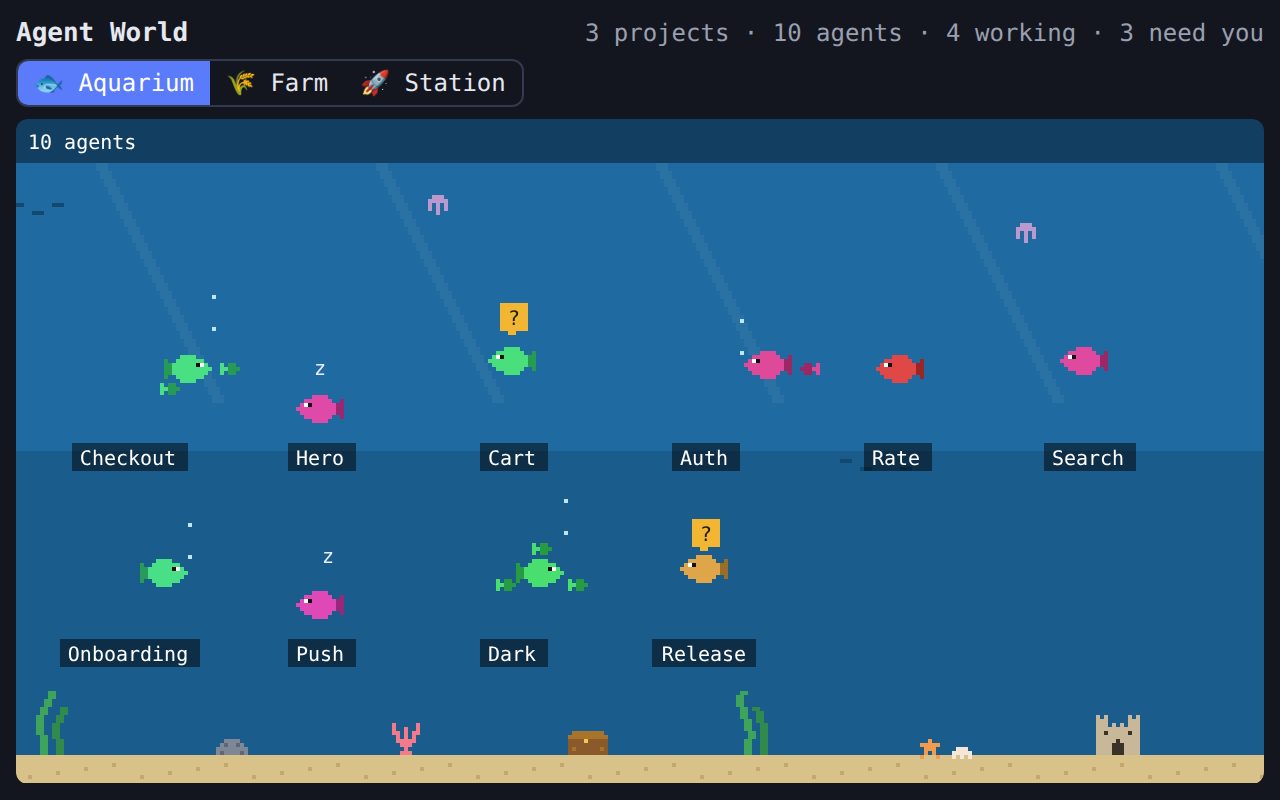 Agent World
3 projects · 10 agents · 4 working · 3 need you
Aquarium Farm Station
10 agents
?
z
Checkout Hero Cart Auth Rate Search
?
z
Onboarding Push Dark Release